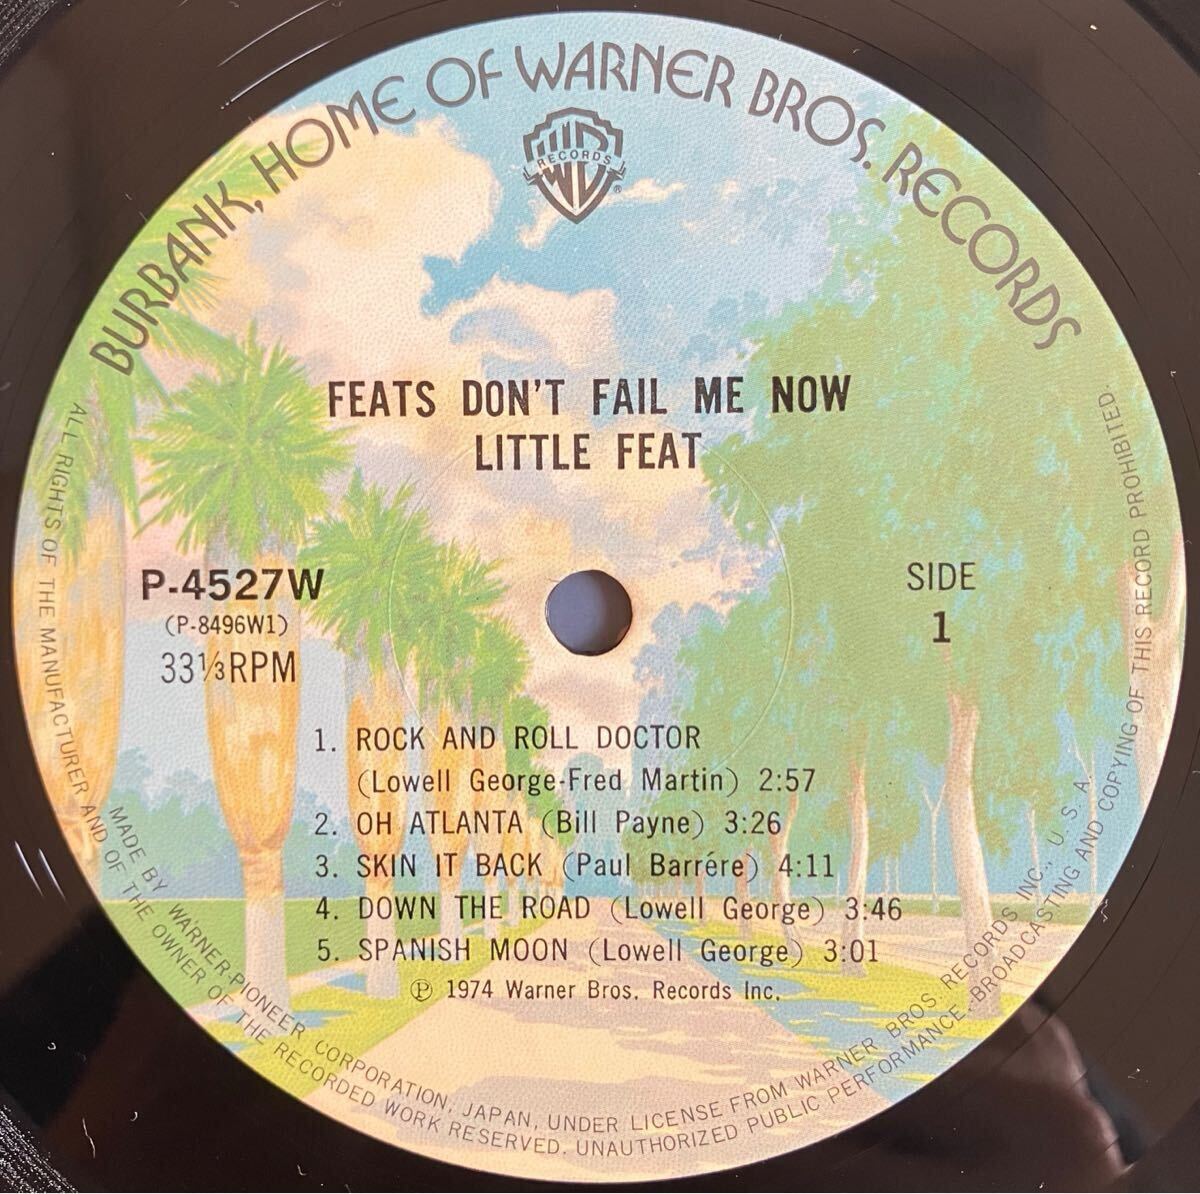 BURBANK, HOME OF WARNER BROS. RECORDS
RECORDS
®
FEATS DON'T FAIL ME NOW
LITTLE FEAT
P-4527W
(P-8496W1)
33⅓RPM
SIDE
1
1. ROCK AND ROLL DOCTOR
(Lowell George-Fred Martin) 2:57
2. OH ATLANTA (Bill Payne) 3:26
3. SKIN IT BACK (Paul Barrére) 4:11
4. DOWN THE ROAD (Lowell George) 3:46
5. SPANISH MOON (Lowell George) 3:01
℗ 1974 Warner Bros. Records Inc.
MADE BY WARNER-PIONEER CORPORATION, JAPAN, UNDER LICENSE FROM WARNER BROS. RECORDS INC., U. S. A.
ALL RIGHTS OF THE MANUFACTURER AND OF THE OWNER OF THE RECORDED WORK RESERVED. UNAUTHORIZED PUBLIC PERFORMANCE, BROADCASTING AND COPYING OF THIS RECORD PROHIBITED.